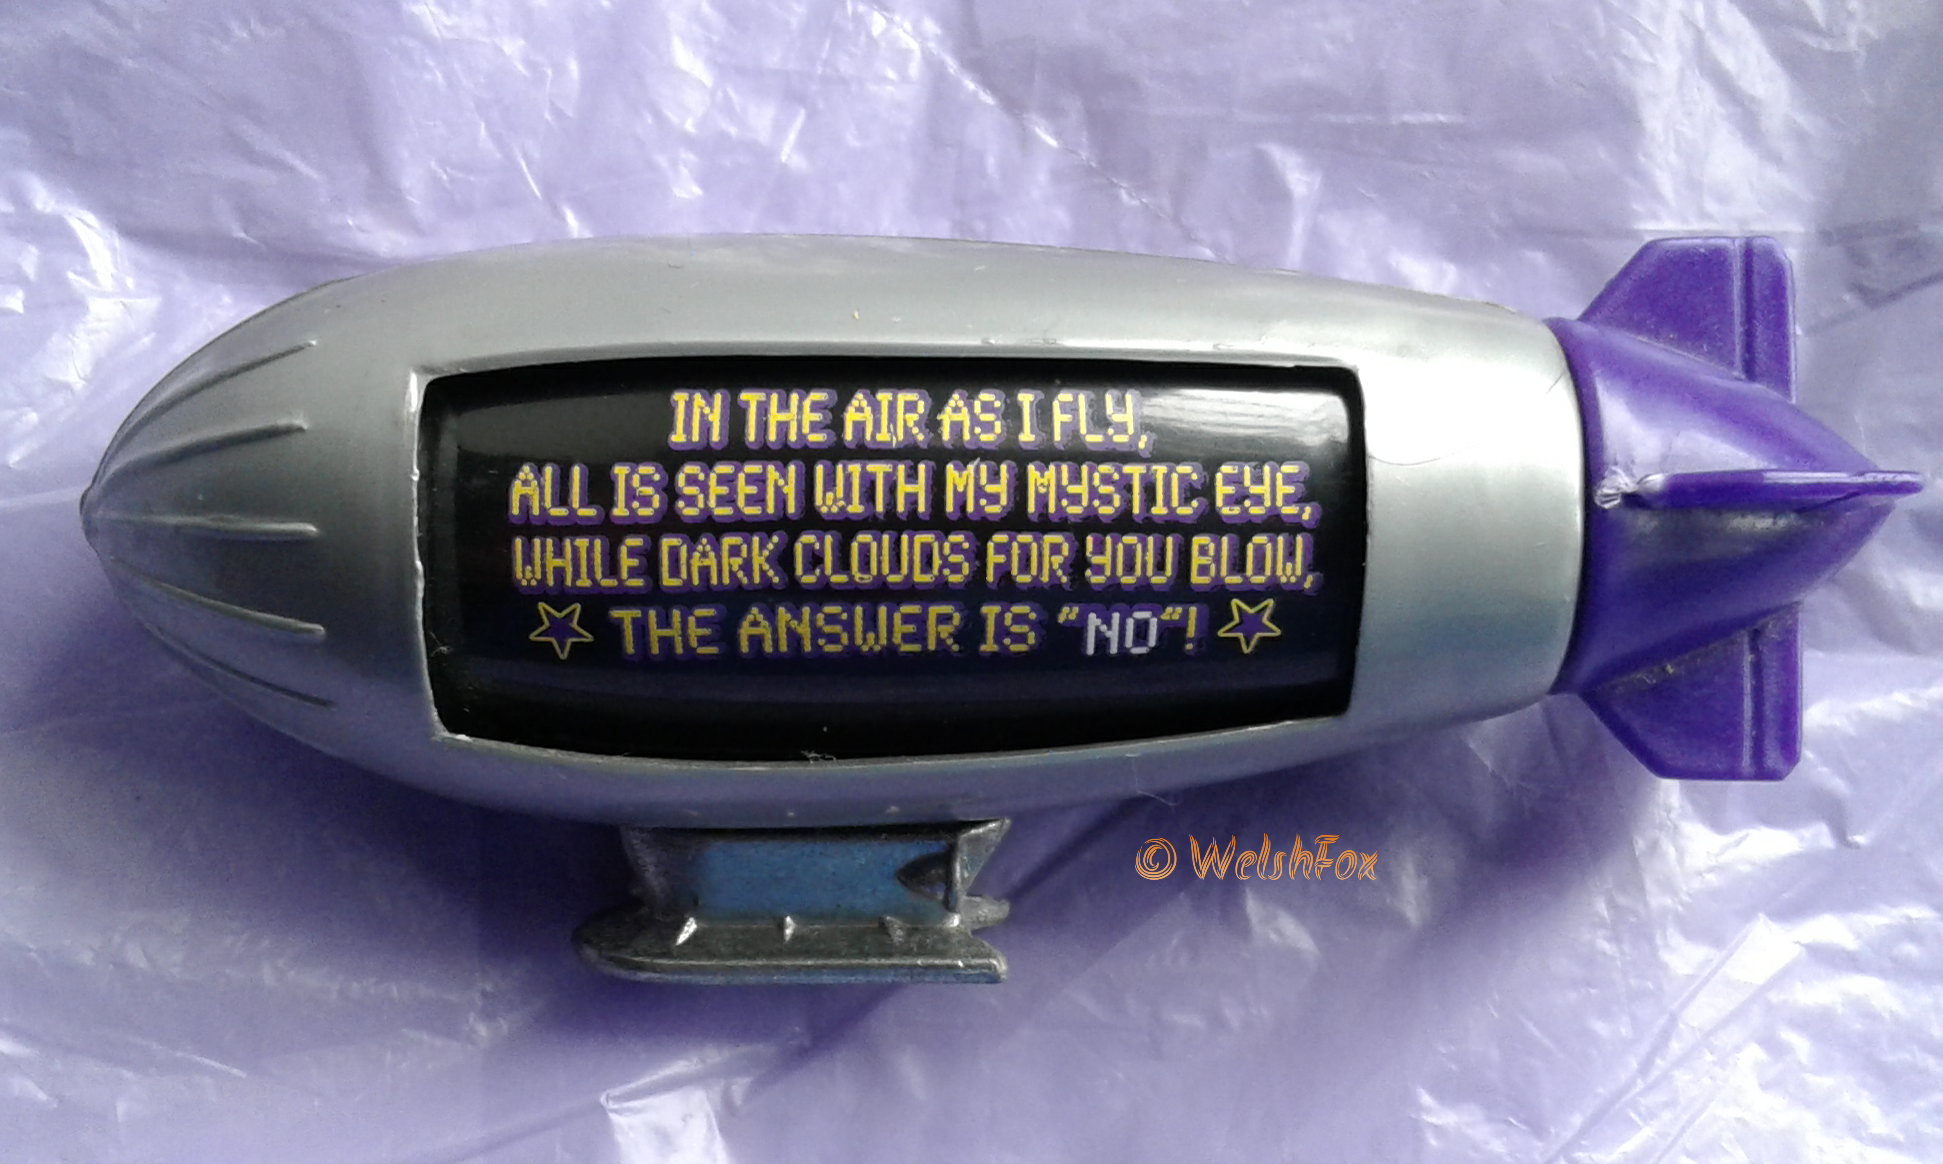 IN THE AIR AS I FLY,
ALL IS SEEN WITH MY MYSTIC EYE,
WHILE DARK CLOUDS FOR YOU BLOW,
THE ANSWER IS "NO"!
© WelshFox